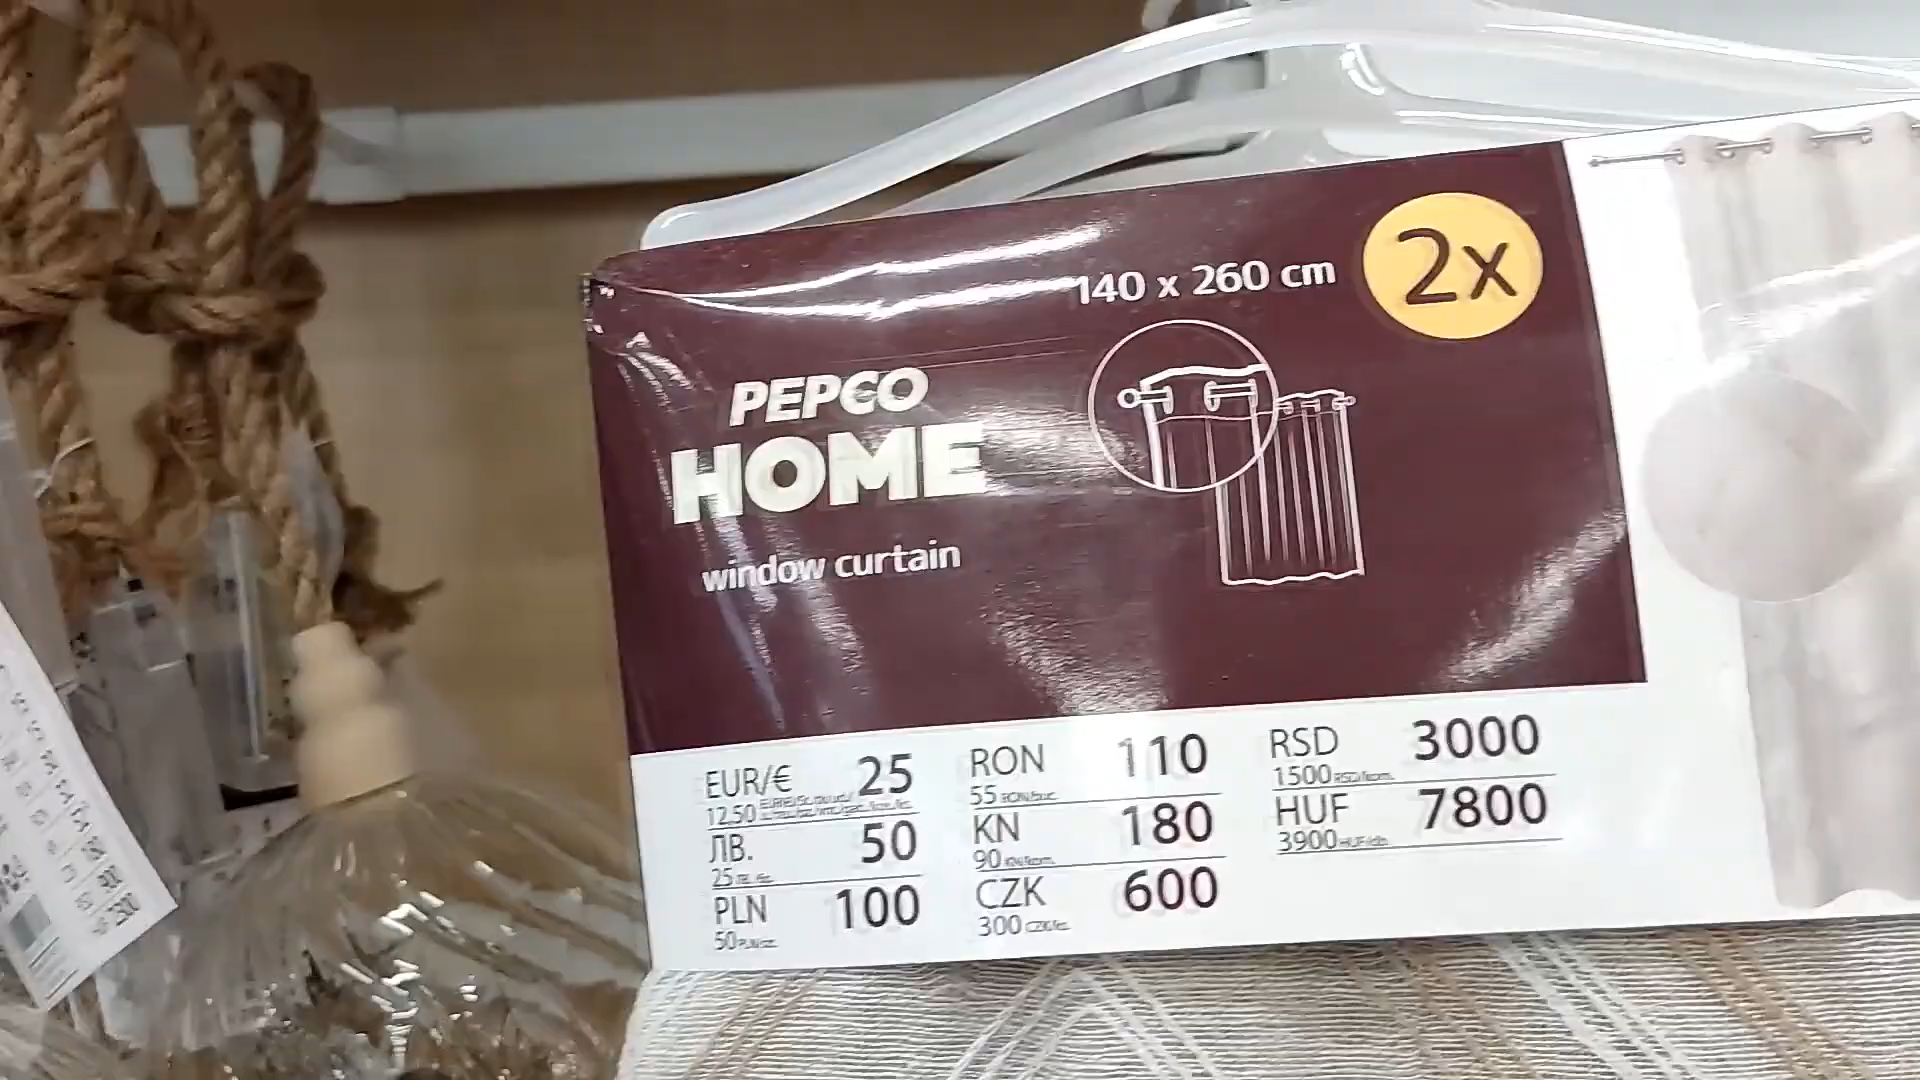 140 x 260 cm
2x
PEPCO
HOME
window curtain
EUR/€ 25
12,50
ЛВ. 50
25
PLN 100
50
RON 110
55
KN 180
90
CZK 600
300
RSD 3000
1500
HUF 7800
3900